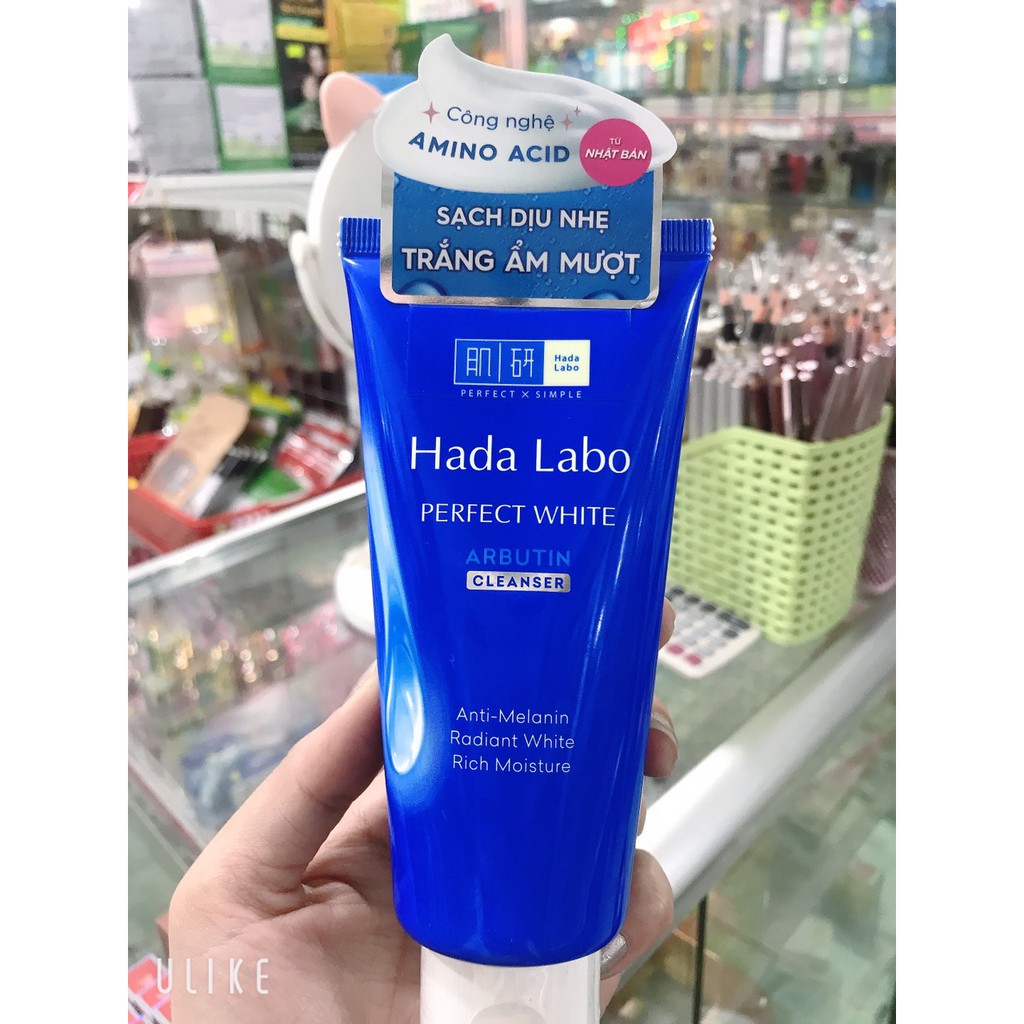 Công nghệ
AMINO ACID
TỪ
NHẬT BẢN
SẠCH DỊU NHẸ
TRẮNG ẨM MƯỢT
肌研
Hada
Labo
PERFECT X SIMPLE
Hada Labo
PERFECT WHITE
ARBUTIN
CLEANSER
Anti-Melanin
Radiant White
Rich Moisture
ULIKE